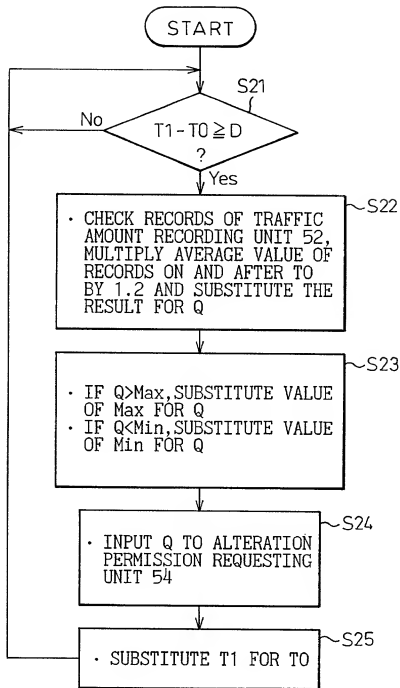 START
S21
No
T1-T0≧D
?
Yes
S22
· CHECK RECORDS OF TRAFFIC
AMOUNT RECORDING UNIT 52,
MULTIPLY AVERAGE VALUE OF
RECORDS ON AND AFTER TO
BY 1.2 AND SUBSTITUTE THE
RESULT FOR Q
S23
· IF Q>Max,SUBSTITUTE VALUE
OF Max FOR Q
· IF Q<Min,SUBSTITUTE VALUE
OF Min FOR Q
S24
· INPUT Q TO ALTERATION
PERMISSION REQUESTING
UNIT 54
S25
· SUBSTITUTE T1 FOR TO